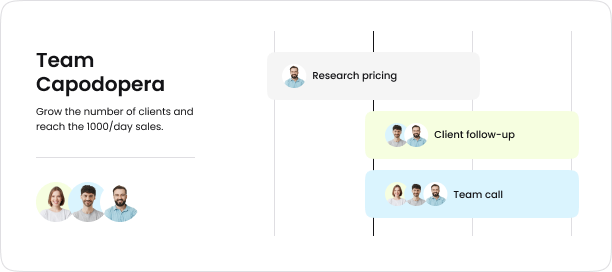 Team
Capodopera
Grow the number of clients and
reach the 1000/day sales.
Research pricing
Client follow-up
Team call